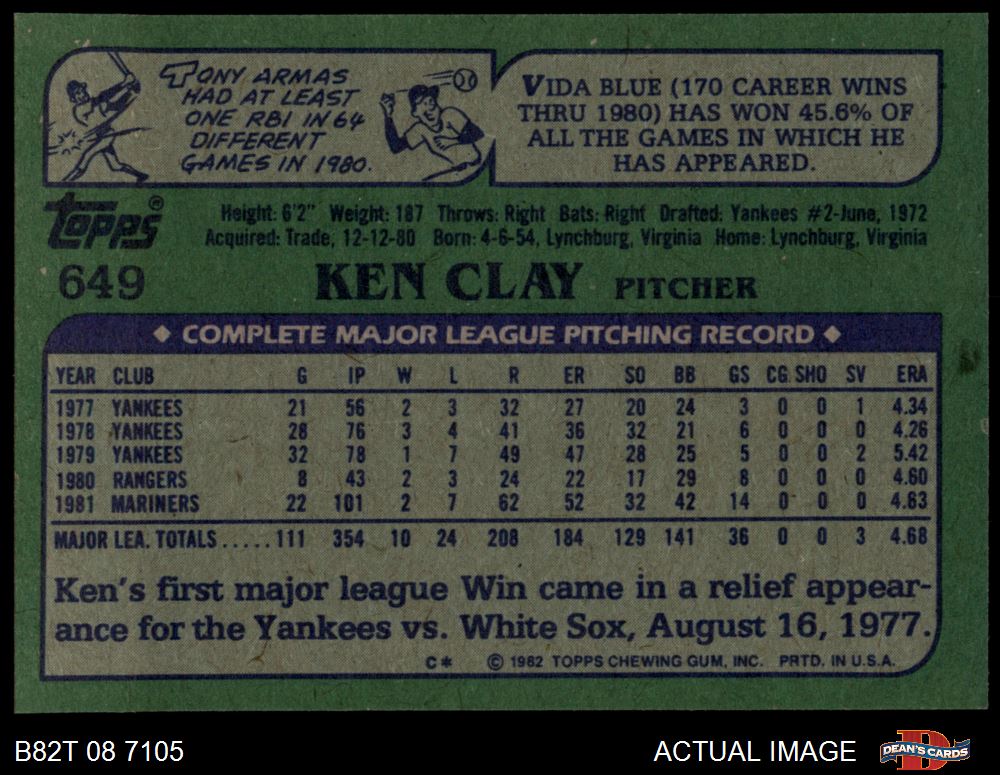 TONY ARMAS
HAD AT LEAST
ONE RBI IN 64
DIFFERENT
GAMES IN 1980.
VIDA BLUE (170 CAREER WINS
THRU 1980) HAS WON 45.6% OF
ALL THE GAMES IN WHICH HE
HAS APPEARED.
Topps®
Height: 6'2" Weight: 187 Throws: Right Bats: Right Drafted: Yankees #2-June, 1972
Acquired: Trade, 12-12-80 Born: 4-6-54, Lynchburg, Virginia Home: Lynchburg, Virginia
649 KEN CLAY PITCHER
◆ COMPLETE MAJOR LEAGUE PITCHING RECORD ◆
YEAR CLUB G IP W L R ER SO BB GS CG SHO SV ERA
1977 YANKEES 21 56 2 3 32 27 20 24 3 0 0 1 4.34
1978 YANKEES 28 76 3 4 41 36 32 21 6 0 0 0 4.26
1979 YANKEES 32 78 1 7 49 47 28 25 5 0 0 2 5.42
1980 RANGERS 8 43 2 3 24 22 17 29 8 0 0 0 4.60
1981 MARINERS 22 101 2 7 62 52 32 42 14 0 0 0 4.63
MAJOR LEA. TOTALS.....111 354 10 24 208 184 129 141 36 0 0 3 4.68
Ken's first major league Win came in a relief appear-
ance for the Yankees vs. White Sox, August 16, 1977.
C* © 1982 TOPPS CHEWING GUM, INC. PRTD. IN U.S.A.
B82T 08 7105 ACTUAL IMAGE DEAN'S CARDS